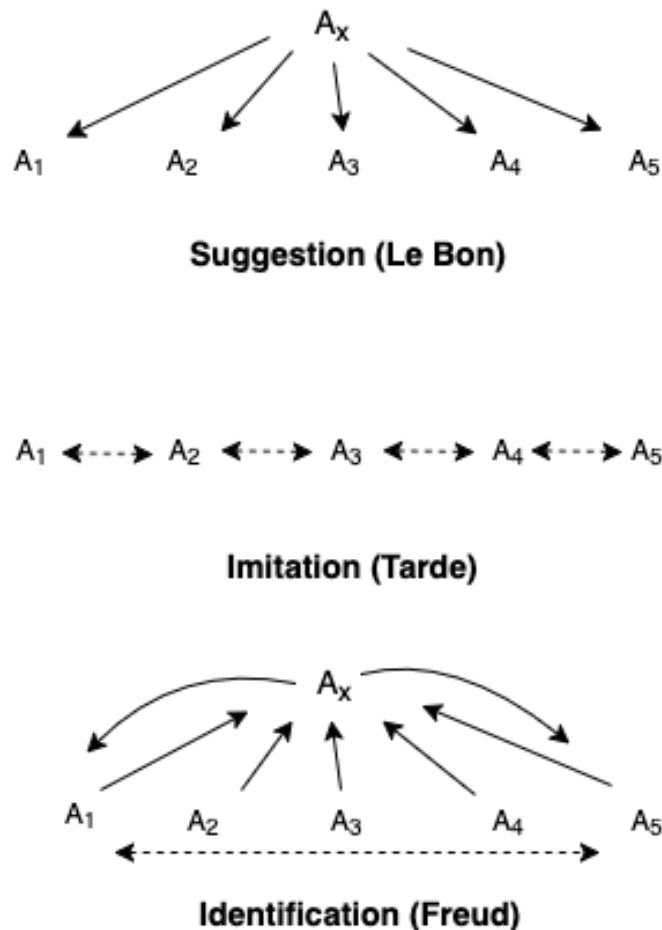 Aₓ
A₁ A₂ A₃ A₄ A₅
Suggestion (Le Bon)
A₁ A₂ A₃ A₄ A₅
Imitation (Tarde)
Aₓ
A₁ A₂ A₃ A₄ A₅
Identification (Freud)